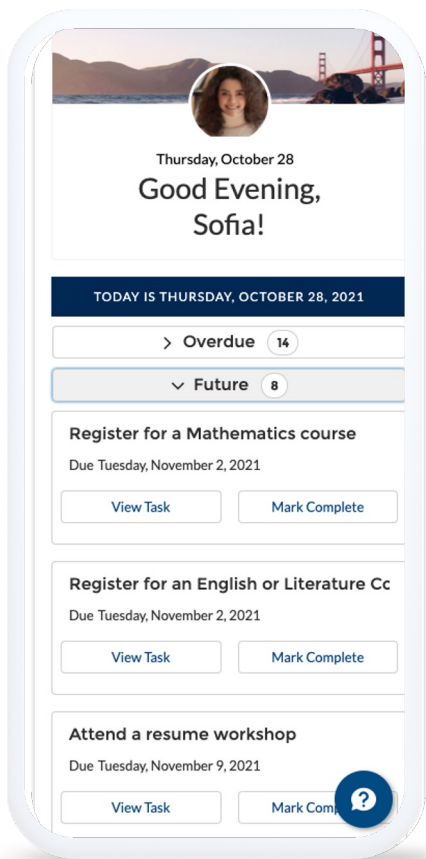 Thursday, October 28
Good Evening,
Sofia!
TODAY IS THURSDAY, OCTOBER 28, 2021
Overdue 14
Future 8
Register for a Mathematics course
Due Tuesday, November 2, 2021
View Task Mark Complete
Register for an English or Literature Cc
Due Tuesday, November 2, 2021
View Task Mark Complete
Attend a resume workshop
Due Tuesday, November 9, 2021
View Task Mark Com
?